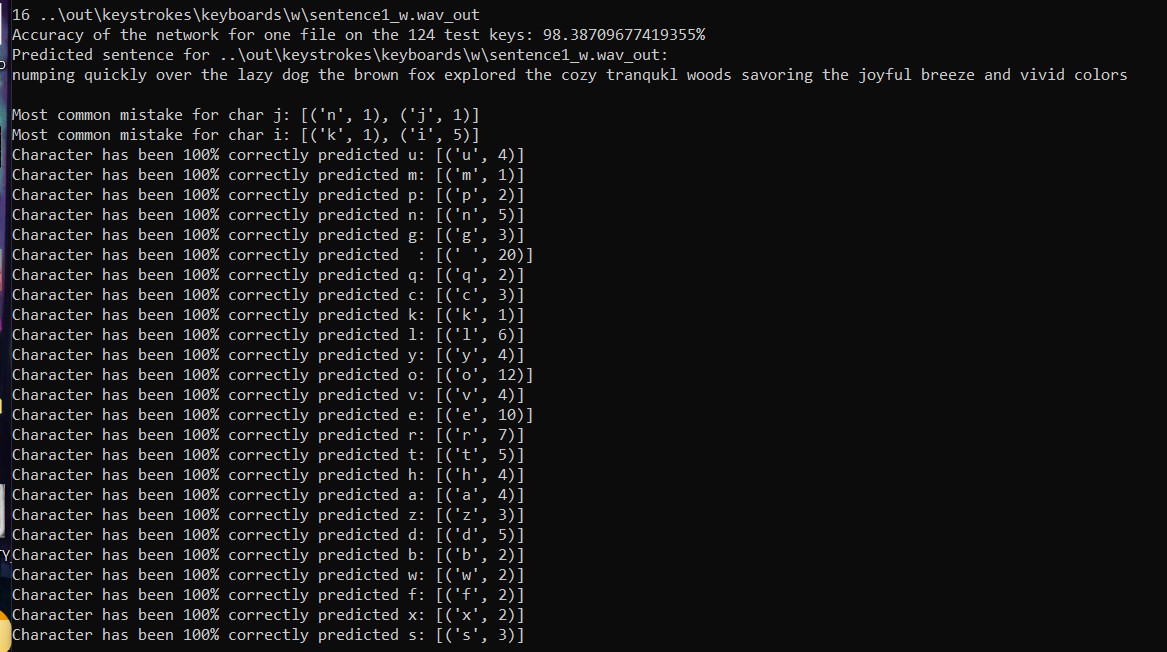 16 ..\out\keystrokes\keyboards\w\sentence1_w.wav_out
Accuracy of the network for one file on the 124 test keys: 98.38709677419355%
Predicted sentence for ..\out\keystrokes\keyboards\w\sentence1_w.wav_out:
numping quickly over the lazy dog the brown fox explored the cozy tranqukl woods savoring the joyful breeze and vivid colors

Most common mistake for char j: [('n', 1), ('j', 1)]
Most common mistake for char i: [('k', 1), ('i', 5)]
Character has been 100% correctly predicted u: [('u', 4)]
Character has been 100% correctly predicted m: [('m', 1)]
Character has been 100% correctly predicted p: [('p', 2)]
Character has been 100% correctly predicted n: [('n', 5)]
Character has been 100% correctly predicted g: [('g', 3)]
Character has been 100% correctly predicted  : [(' ', 20)]
Character has been 100% correctly predicted q: [('q', 2)]
Character has been 100% correctly predicted c: [('c', 3)]
Character has been 100% correctly predicted k: [('k', 1)]
Character has been 100% correctly predicted l: [('l', 6)]
Character has been 100% correctly predicted y: [('y', 4)]
Character has been 100% correctly predicted o: [('o', 12)]
Character has been 100% correctly predicted v: [('v', 4)]
Character has been 100% correctly predicted e: [('e', 10)]
Character has been 100% correctly predicted r: [('r', 7)]
Character has been 100% correctly predicted t: [('t', 5)]
Character has been 100% correctly predicted h: [('h', 4)]
Character has been 100% correctly predicted a: [('a', 4)]
Character has been 100% correctly predicted z: [('z', 3)]
Character has been 100% correctly predicted d: [('d', 5)]
Character has been 100% correctly predicted b: [('b', 2)]
Character has been 100% correctly predicted w: [('w', 2)]
Character has been 100% correctly predicted f: [('f', 2)]
Character has been 100% correctly predicted x: [('x', 2)]
Character has been 100% correctly predicted s: [('s', 3)]